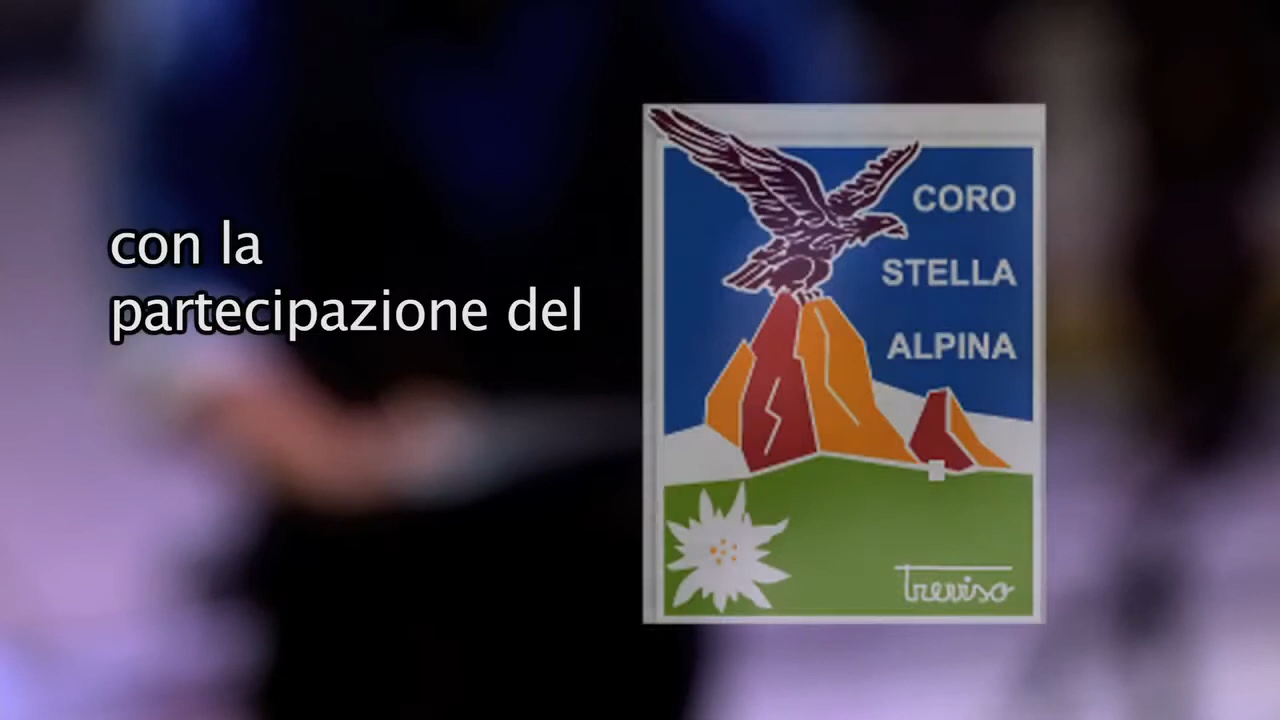 con la
partecipazione del
CORO
STELLA
ALPINA
Treviso